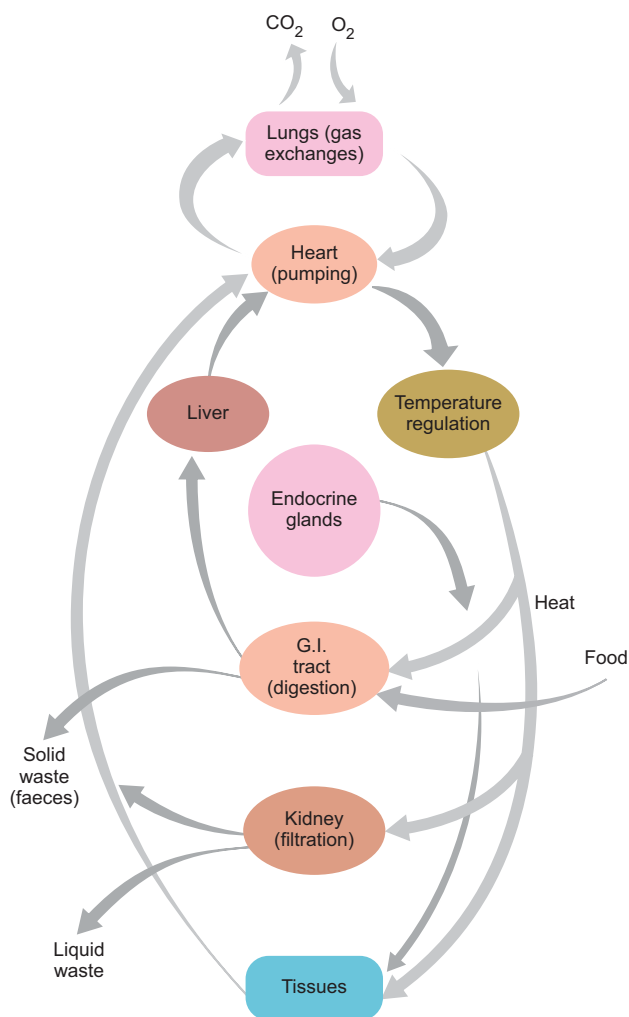 CO2 O2
Lungs (gas
exchanges)
Heart
(pumping)
Liver
Temperature
regulation
Endocrine
glands
Heat
G.I.
tract
(digestion)
Food
Solid
waste
(faeces)
Kidney
(filtration)
Liquid
waste
Tissues